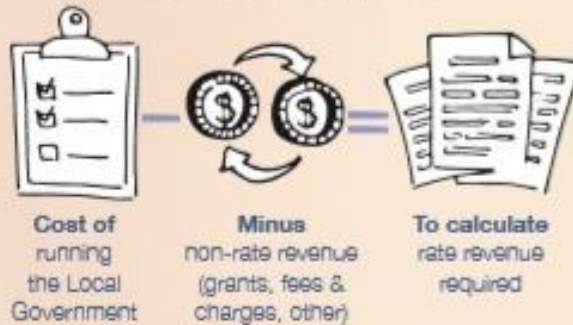 Cost of
running
the Local
Government
Minus
non-rate revenue
(grants, fees &
charges, other)
To calculate
rate revenue
required